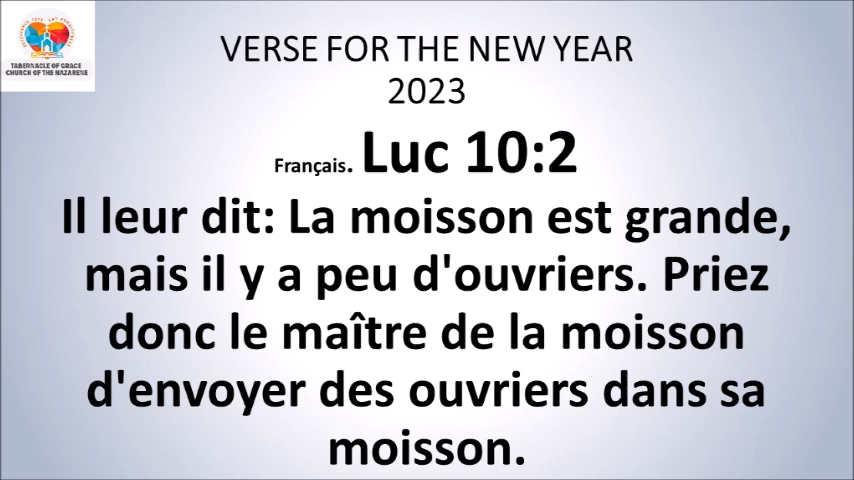 TABERNACLE OF GRACE
CHURCH OF THE NAZARENE
VERSE FOR THE NEW YEAR
2023
Français. Luc 10:2
Il leur dit: La moisson est grande,
mais il y a peu d'ouvriers. Priez
donc le maître de la moisson
d'envoyer des ouvriers dans sa
moisson.